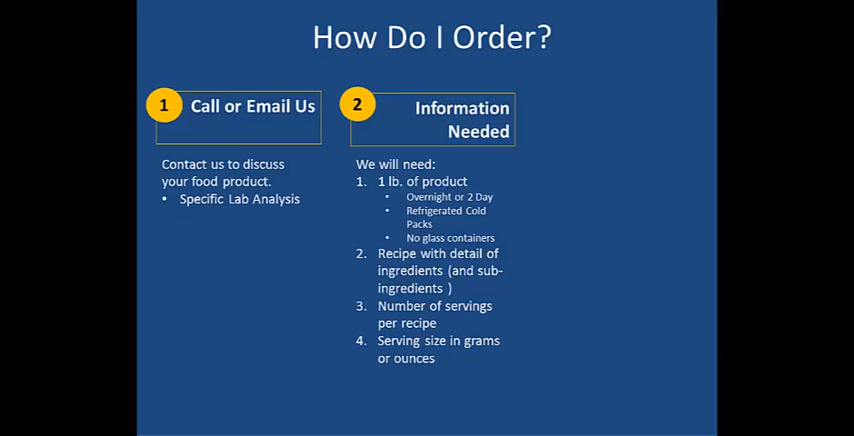 How Do I Order?
1
Call or Email Us
Contact us to discuss
your food product.
• Specific Lab Analysis
2
Information
Needed
We will need:
1. 1 lb. of product
• Overnight or 2 Day
• Refrigerated Cold
Packs
• No glass containers
2. Recipe with detail of
ingredients (and sub-
ingredients )
3. Number of servings
per recipe
4. Serving size in grams
or ounces